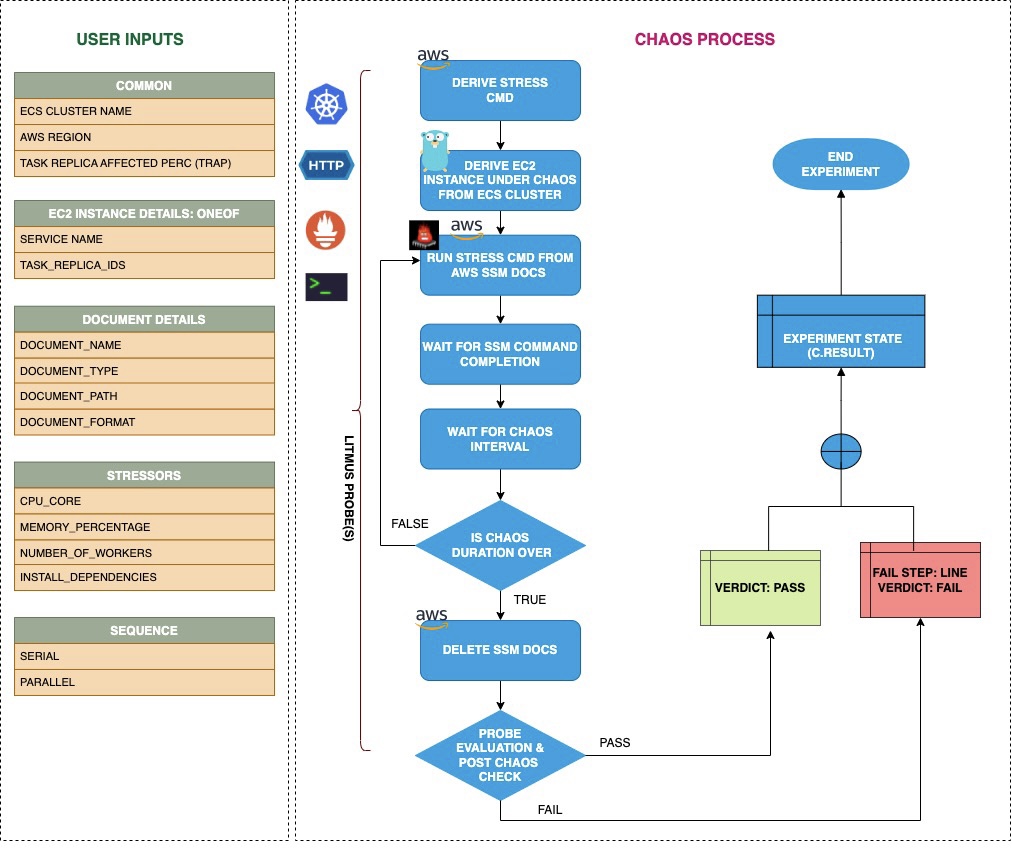 USER INPUTS
COMMON
ECS CLUSTER NAME
AWS REGION
TASK REPLICA AFFECTED PERC (TRAP)
EC2 INSTANCE DETAILS: ONEOF
SERVICE NAME
TASK_REPLICA_IDS
DOCUMENT DETAILS
DOCUMENT_NAME
DOCUMENT_TYPE
DOCUMENT_PATH
DOCUMENT_FORMAT
STRESSORS
CPU_CORE
MEMORY_PERCENTAGE
NUMBER_OF_WORKERS
INSTALL_DEPENDENCIES
SEQUENCE
SERIAL
PARALLEL
CHAOS PROCESS
HTTP
>_
LITMUS PROBE(S)
aws
DERIVE STRESS
CMD
DERIVE EC2
INSTANCE UNDER CHAOS
FROM ECS CLUSTER
aws
RUN STRESS CMD FROM
AWS SSM DOCS
WAIT FOR SSM COMMAND
COMPLETION
WAIT FOR CHAOS
INTERVAL
FALSE
IS CHAOS
DURATION OVER
TRUE
aws
DELETE SSM DOCS
PROBE
EVALUATION &
POST CHAOS
CHECK
PASS
FAIL
VERDICT: PASS
FAIL STEP: LINE
VERDICT: FAIL
EXPERIMENT STATE
(C.RESULT)
END
EXPERIMENT